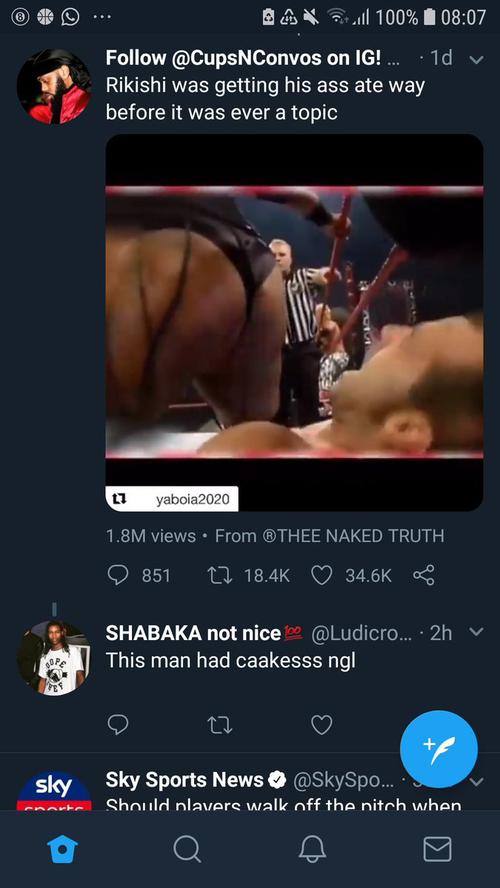 100% 08:07
Follow @CupsNConvos on IG! ... · 1d
Rikishi was getting his ass ate way
before it was ever a topic
yaboia2020
1.8M views • From ®THEE NAKED TRUTH
851 18.4K 34.6K
SHABAKA not nice💯 @Ludicro... · 2h
This man had caakesss ngl
sky
sports
Sky Sports News @SkySpo... ·
Should players walk off the pitch when